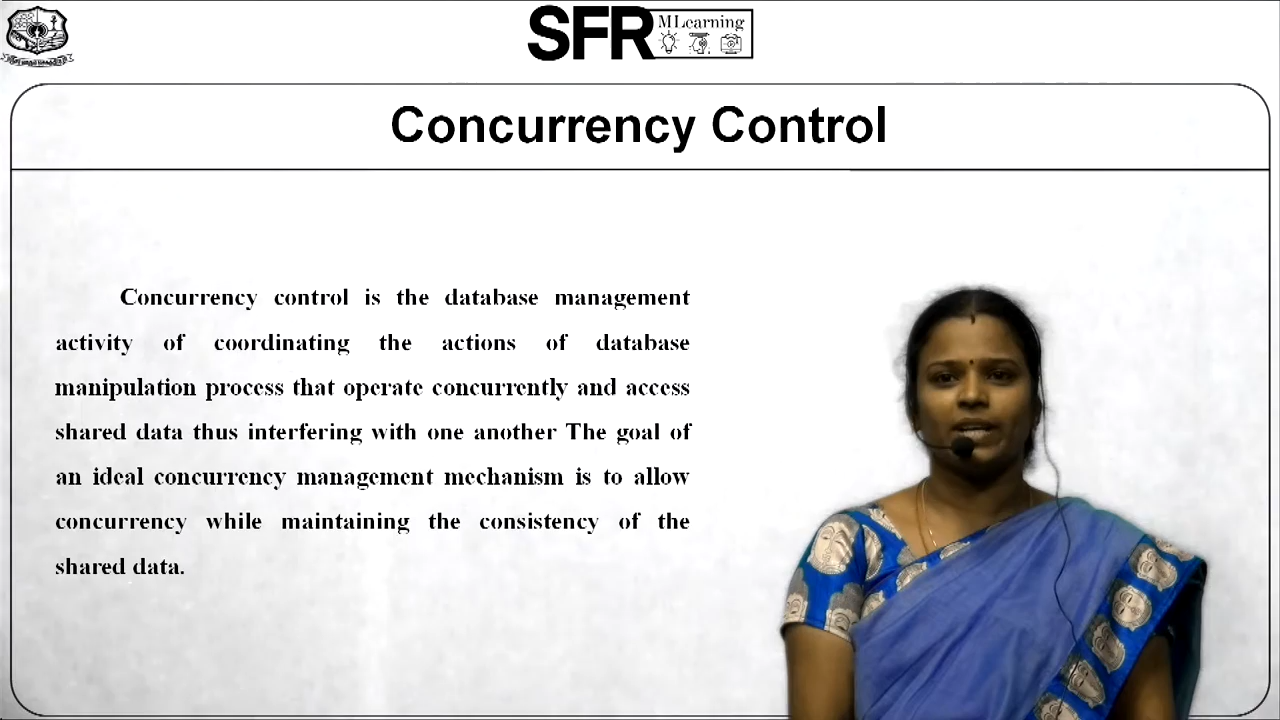 SFR
MLearning
Concurrency Control
Concurrency control is the database management
activity of coordinating the actions of database
manipulation process that operate concurrently and access
shared data thus interfering with one another The goal of
an ideal concurrency management mechanism is to allow
concurrency while maintaining the consistency of the
shared data.